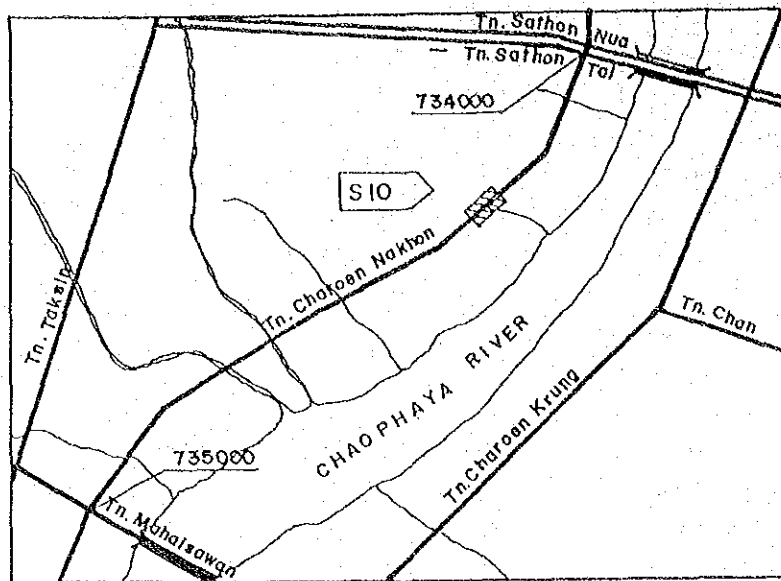 Tn. Sathon Nua
Tn. Sathon Tai
734000
S 10
Tn. Charoen Nakhon
Tn. Taksin
Tn. Chan
CHAOPHAYA RIVER
Tn. Charoen Krung
735000
Tn. Mahaisawan